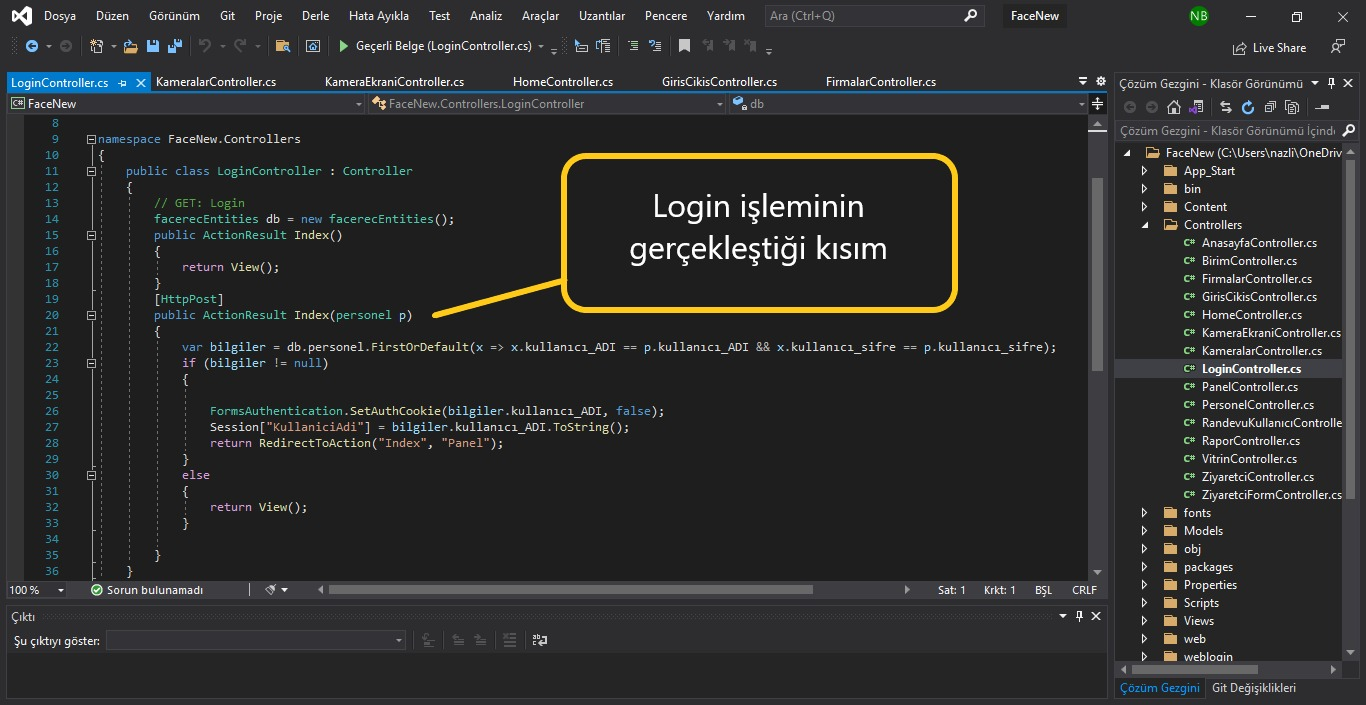 Dosya Düzen Görünüm Git Proje Derle Hata Ayıkla Test Analiz Araçlar Uzantılar Pencere Yardım Ara (Ctrl+Q) FaceNew NB
Geçerli Belge (LoginController.cs) Live Share
LoginController.cs KameralarController.cs KameraEkraniController.cs HomeController.cs GirisCikisController.cs FirmalarController.cs
C# FaceNew FaceNew.Controllers.LoginController db
8
9 namespace FaceNew.Controllers
10 {
11 public class LoginController : Controller
12 {
13 // GET: Login
14 facerecEntities db = new facerecEntities();
15 public ActionResult Index()
16 {
17 return View();
18 }
19 [HttpPost]
20 public ActionResult Index(personel p)
21 {
22 var bilgiler = db.personel.FirstOrDefault(x => x.kullanıcı_ADI == p.kullanıcı_ADI && x.kullanıcı_sifre == p.kullanıcı_sifre);
23 if (bilgiler != null)
24 {
25
26 FormsAuthentication.SetAuthCookie(bilgiler.kullanıcı_ADI, false);
27 Session["KullaniciAdi"] = bilgiler.kullanıcı_ADI.ToString();
28 return RedirectToAction("Index", "Panel");
29 }
30 else
31 {
32 return View();
33 }
34
35 }
36 }
Login işleminin
gerçekleştiği kısım
100 % Sorun bulunamadı Sat: 1 Krkt: 1 BŞL CRLF
Çıktı
Şu çıktıyı göster:
Çözüm Gezgini - Klasör Görünümü
Çözüm Gezgini - Klasör Görünümü İçinde
FaceNew (C:\Users\nazli\OneDriv
App_Start
bin
Content
Controllers
C# AnasayfaController.cs
C# BirimController.cs
C# FirmalarController.cs
C# GirisCikisController.cs
C# HomeController.cs
C# KameraEkraniController.cs
C# KameralarController.cs
C# LoginController.cs
C# PanelController.cs
C# PersonelController.cs
C# RandevuKullanıcıControlle
C# RaporController.cs
C# VitrinController.cs
C# ZiyaretciController.cs
C# ZiyaretciFormController.cs
fonts
Models
obj
packages
Properties
Scripts
Views
web
weblogin
Çözüm Gezgini Git Değişiklikleri